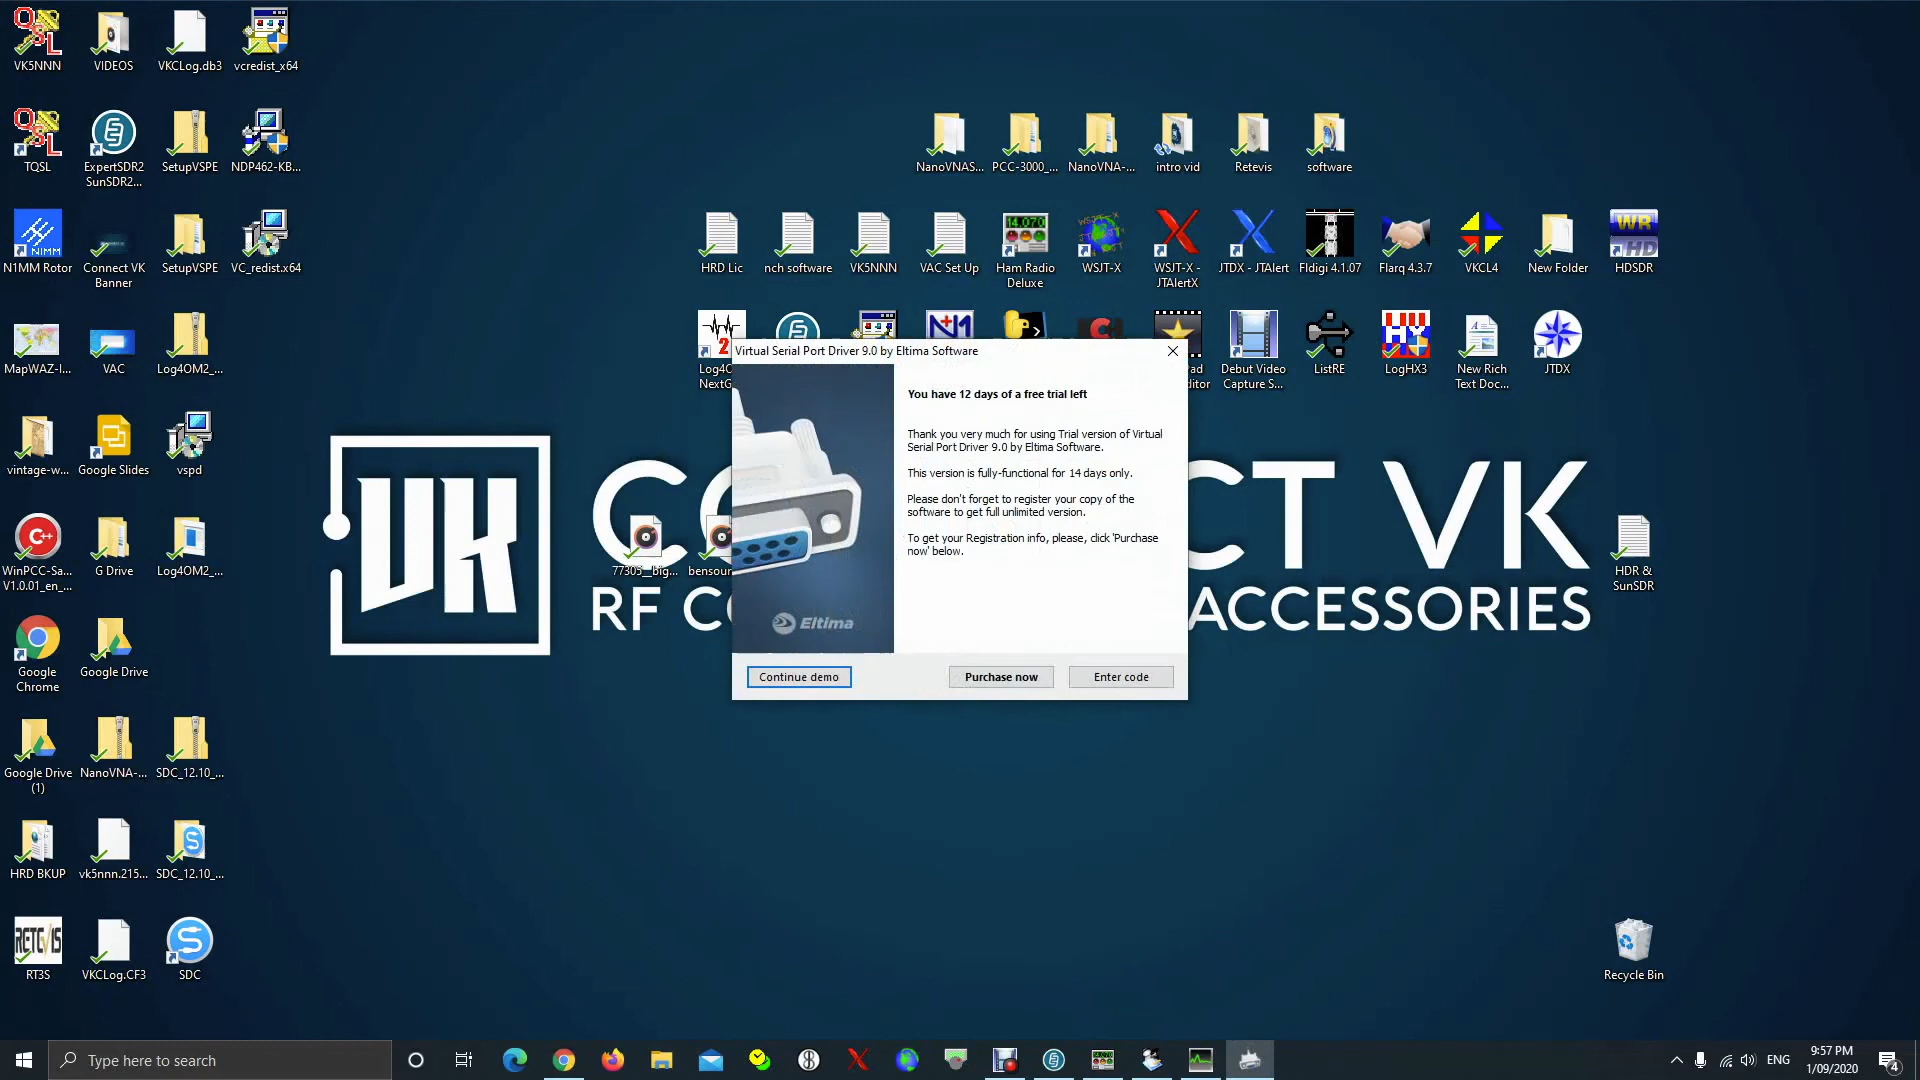 VK5NNN
VIDEOS
VKCLog.db3
vcredist_x64
TQSL
ExpertSDR2
SunSDR2...
SetupVSPE
NDP462-KB...
NanoVNAS...
PCC-3000_...
NanoVNA-...
intro vid
Retevis
software
N1MM Rotor
Connect VK
Banner
SetupVSPE
VC_redist.x64
HRD Lic
nch software
VK5NNN
VAC Set Up
Ham Radio
Deluxe
WSJT-X
WSJT-X -
JTAlertX
JTDX - JTAlert
Fldigi 4.1.07
Flarq 4.3.7
VKCL4
New Folder
HDSDR
MapWAZ-I...
VAC
Log4OM2_...
Log4O
NextG
Debut Video
Capture S...
ListRE
LogHX3
New Rich
Text Doc...
JTDX
Virtual Serial Port Driver 9.0 by Eltima Software
You have 12 days of a free trial left
Thank you very much for using Trial version of Virtual
Serial Port Driver 9.0 by Eltima Software.
This version is fully-functional for 14 days only.
Please don't forget to register your copy of the
software to get full unlimited version.
To get your Registration info, please, click 'Purchase
now' below.
Eltima
Continue demo
Purchase now
Enter code
vintage-w...
Google Slides
vspd
VK
CT VK
RF CO
ACCESSORIES
77305__big...
bensour
HDR &
SunSDR
WinPCC-Sa...
V1.0.01_en_...
G Drive
Log4OM2_...
Google
Chrome
Google Drive
Google Drive
(1)
NanoVNA-...
SDC_12.10_...
HRD BKUP
vk5nnn.215...
SDC_12.10_...
RETEVIS
RT3S
VKCLog.CF3
SDC
Recycle Bin
Type here to search
ENG
9:57 PM
1/09/2020
4